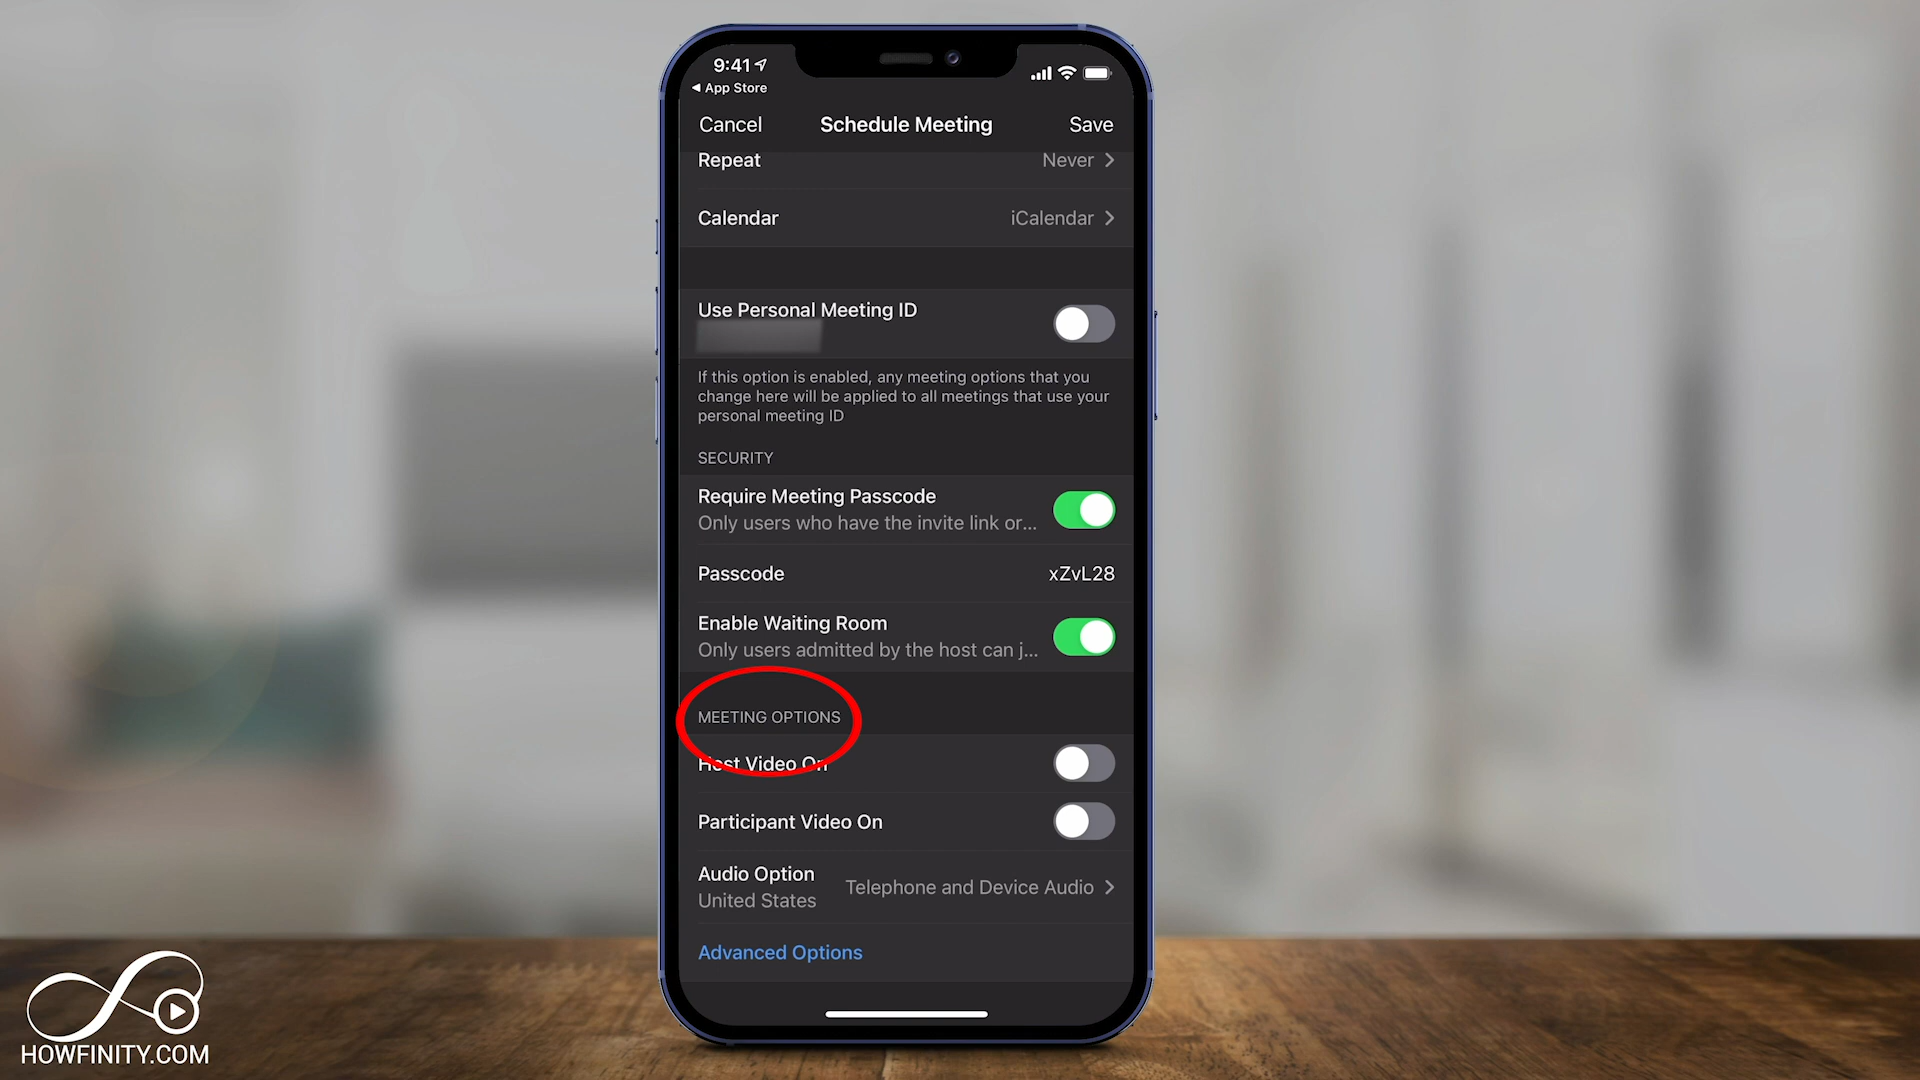 9:41
App Store
Cancel
Schedule Meeting
Save
Repeat
Never
Calendar
iCalendar
Use Personal Meeting ID
If this option is enabled, any meeting options that you
change here will be applied to all meetings that use your
personal meeting ID
SECURITY
Require Meeting Passcode
Only users who have the invite link or...
Passcode
xZvL28
Enable Waiting Room
Only users admitted by the host can j...
MEETING OPTIONS
Host Video On
Participant Video On
Audio Option
United States
Telephone and Device Audio
Advanced Options
HOWFINITY.COM